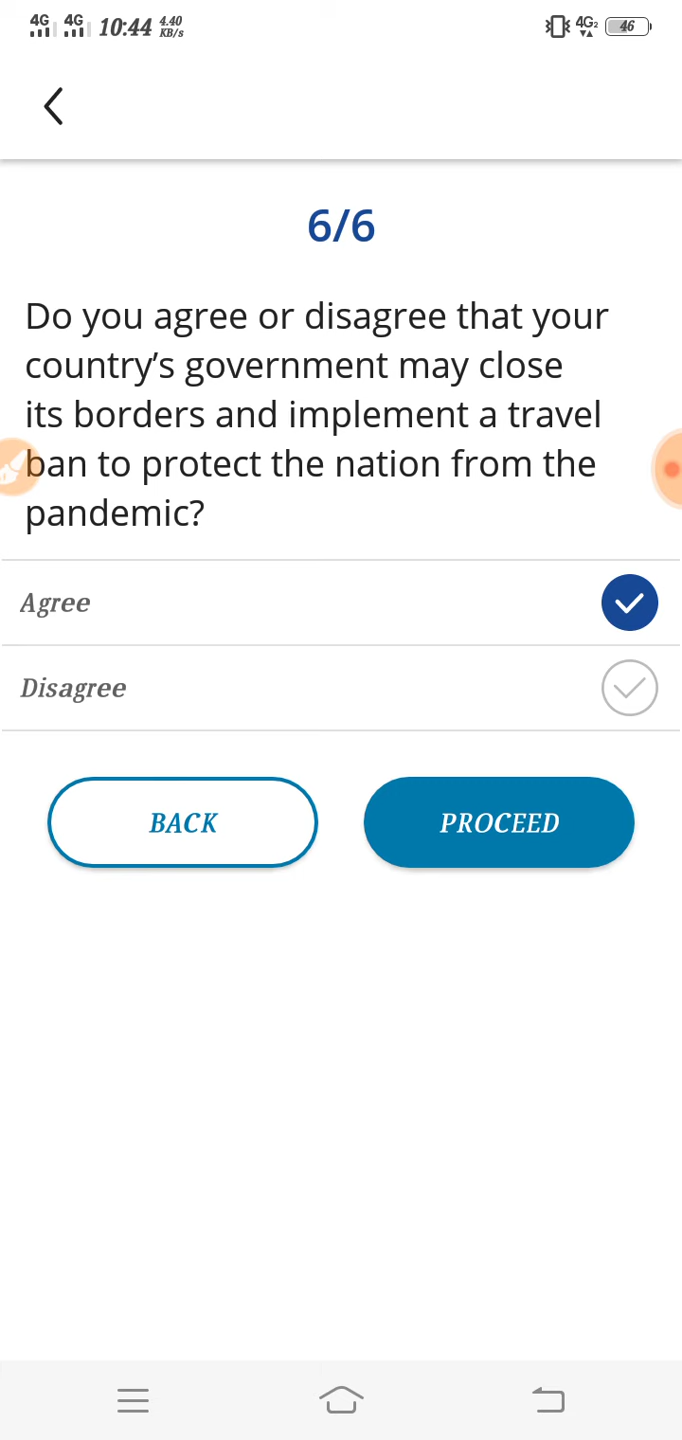 4G 4G 10:44 4.40 KB/s 4G2 46
6/6
Do you agree or disagree that your
country’s government may close
its borders and implement a travel
ban to protect the nation from the
pandemic?
Agree
Disagree
BACK PROCEED